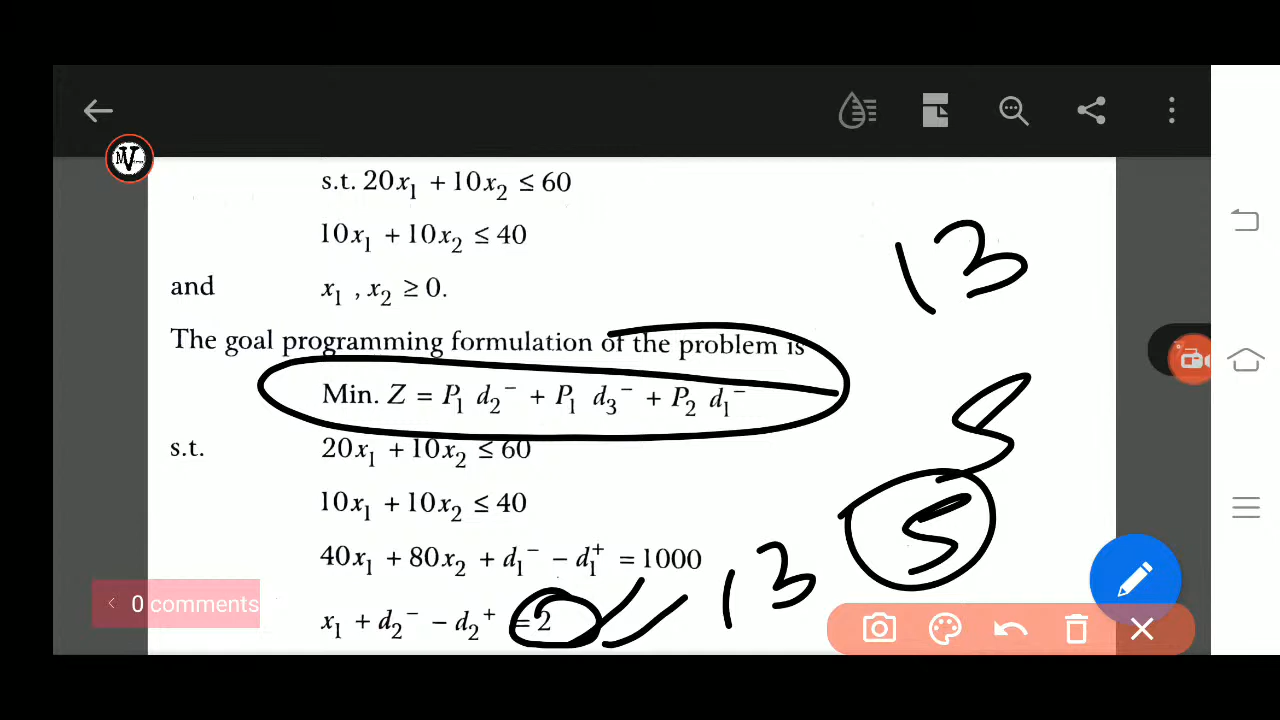 s.t. 20x₁ + 10x₂ ≤ 60
10x₁ + 10x₂ ≤ 40
and x₁ , x₂ ≥ 0.
The goal programming formulation of the problem is
Min. Z = P₁ d₂⁻ + P₁ d₃⁻ + P₂ d₁⁻
s.t. 20x₁ + 10x₂ ≤ 60
10x₁ + 10x₂ ≤ 40
40x₁ + 80x₂ + d₁⁻ − d₁⁺ = 1000
x₁ + d₂⁻ − d₂⁺ = 2
13
S
5
13
0 comments